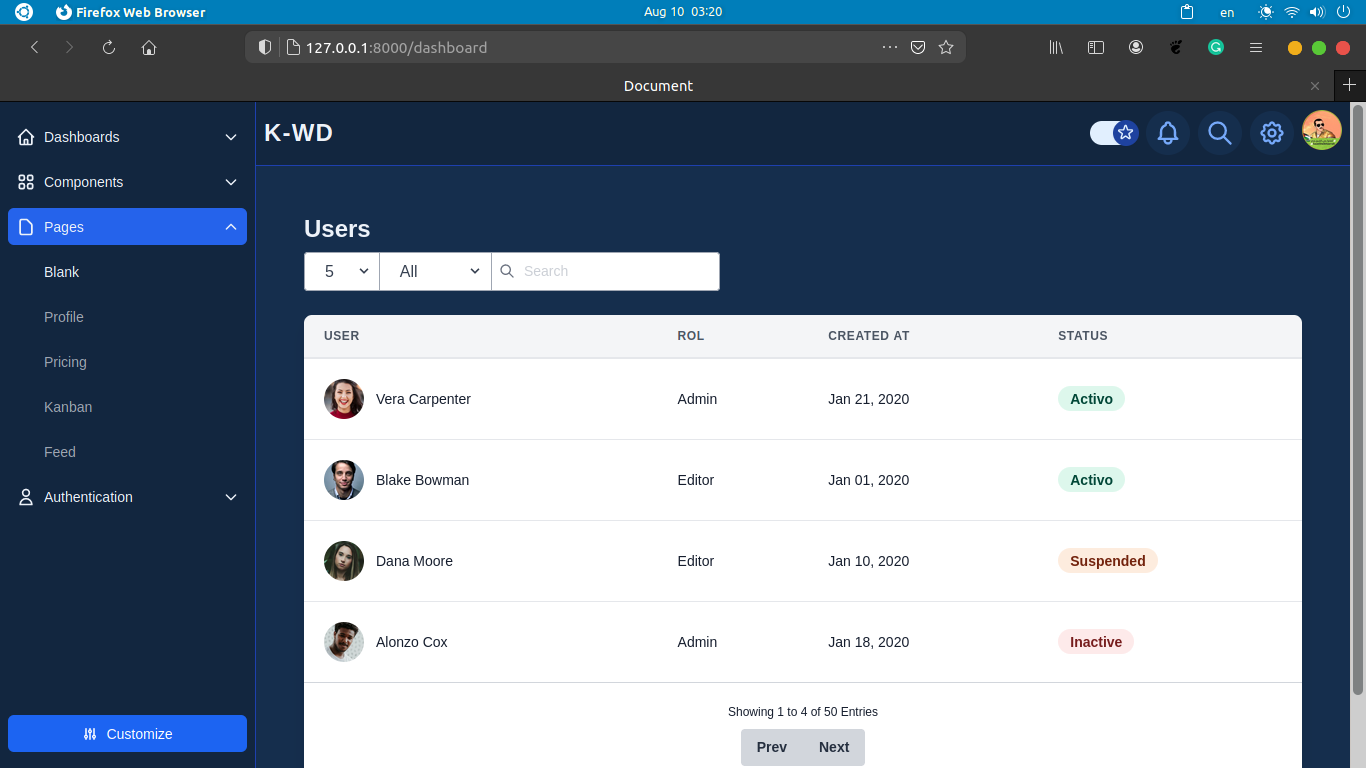 Firefox Web Browser
Aug 10 03:20
en
127.0.0.1:8000/dashboard
Document
Dashboards
K-WD
Components
Pages
Blank
Profile
Pricing
Kanban
Feed
Authentication
Customize
Users
5 All Search
USER ROL CREATED AT STATUS
Vera Carpenter Admin Jan 21, 2020 Activo
Blake Bowman Editor Jan 01, 2020 Activo
Dana Moore Editor Jan 10, 2020 Suspended
Alonzo Cox Admin Jan 18, 2020 Inactive
Showing 1 to 4 of 50 Entries
Prev Next